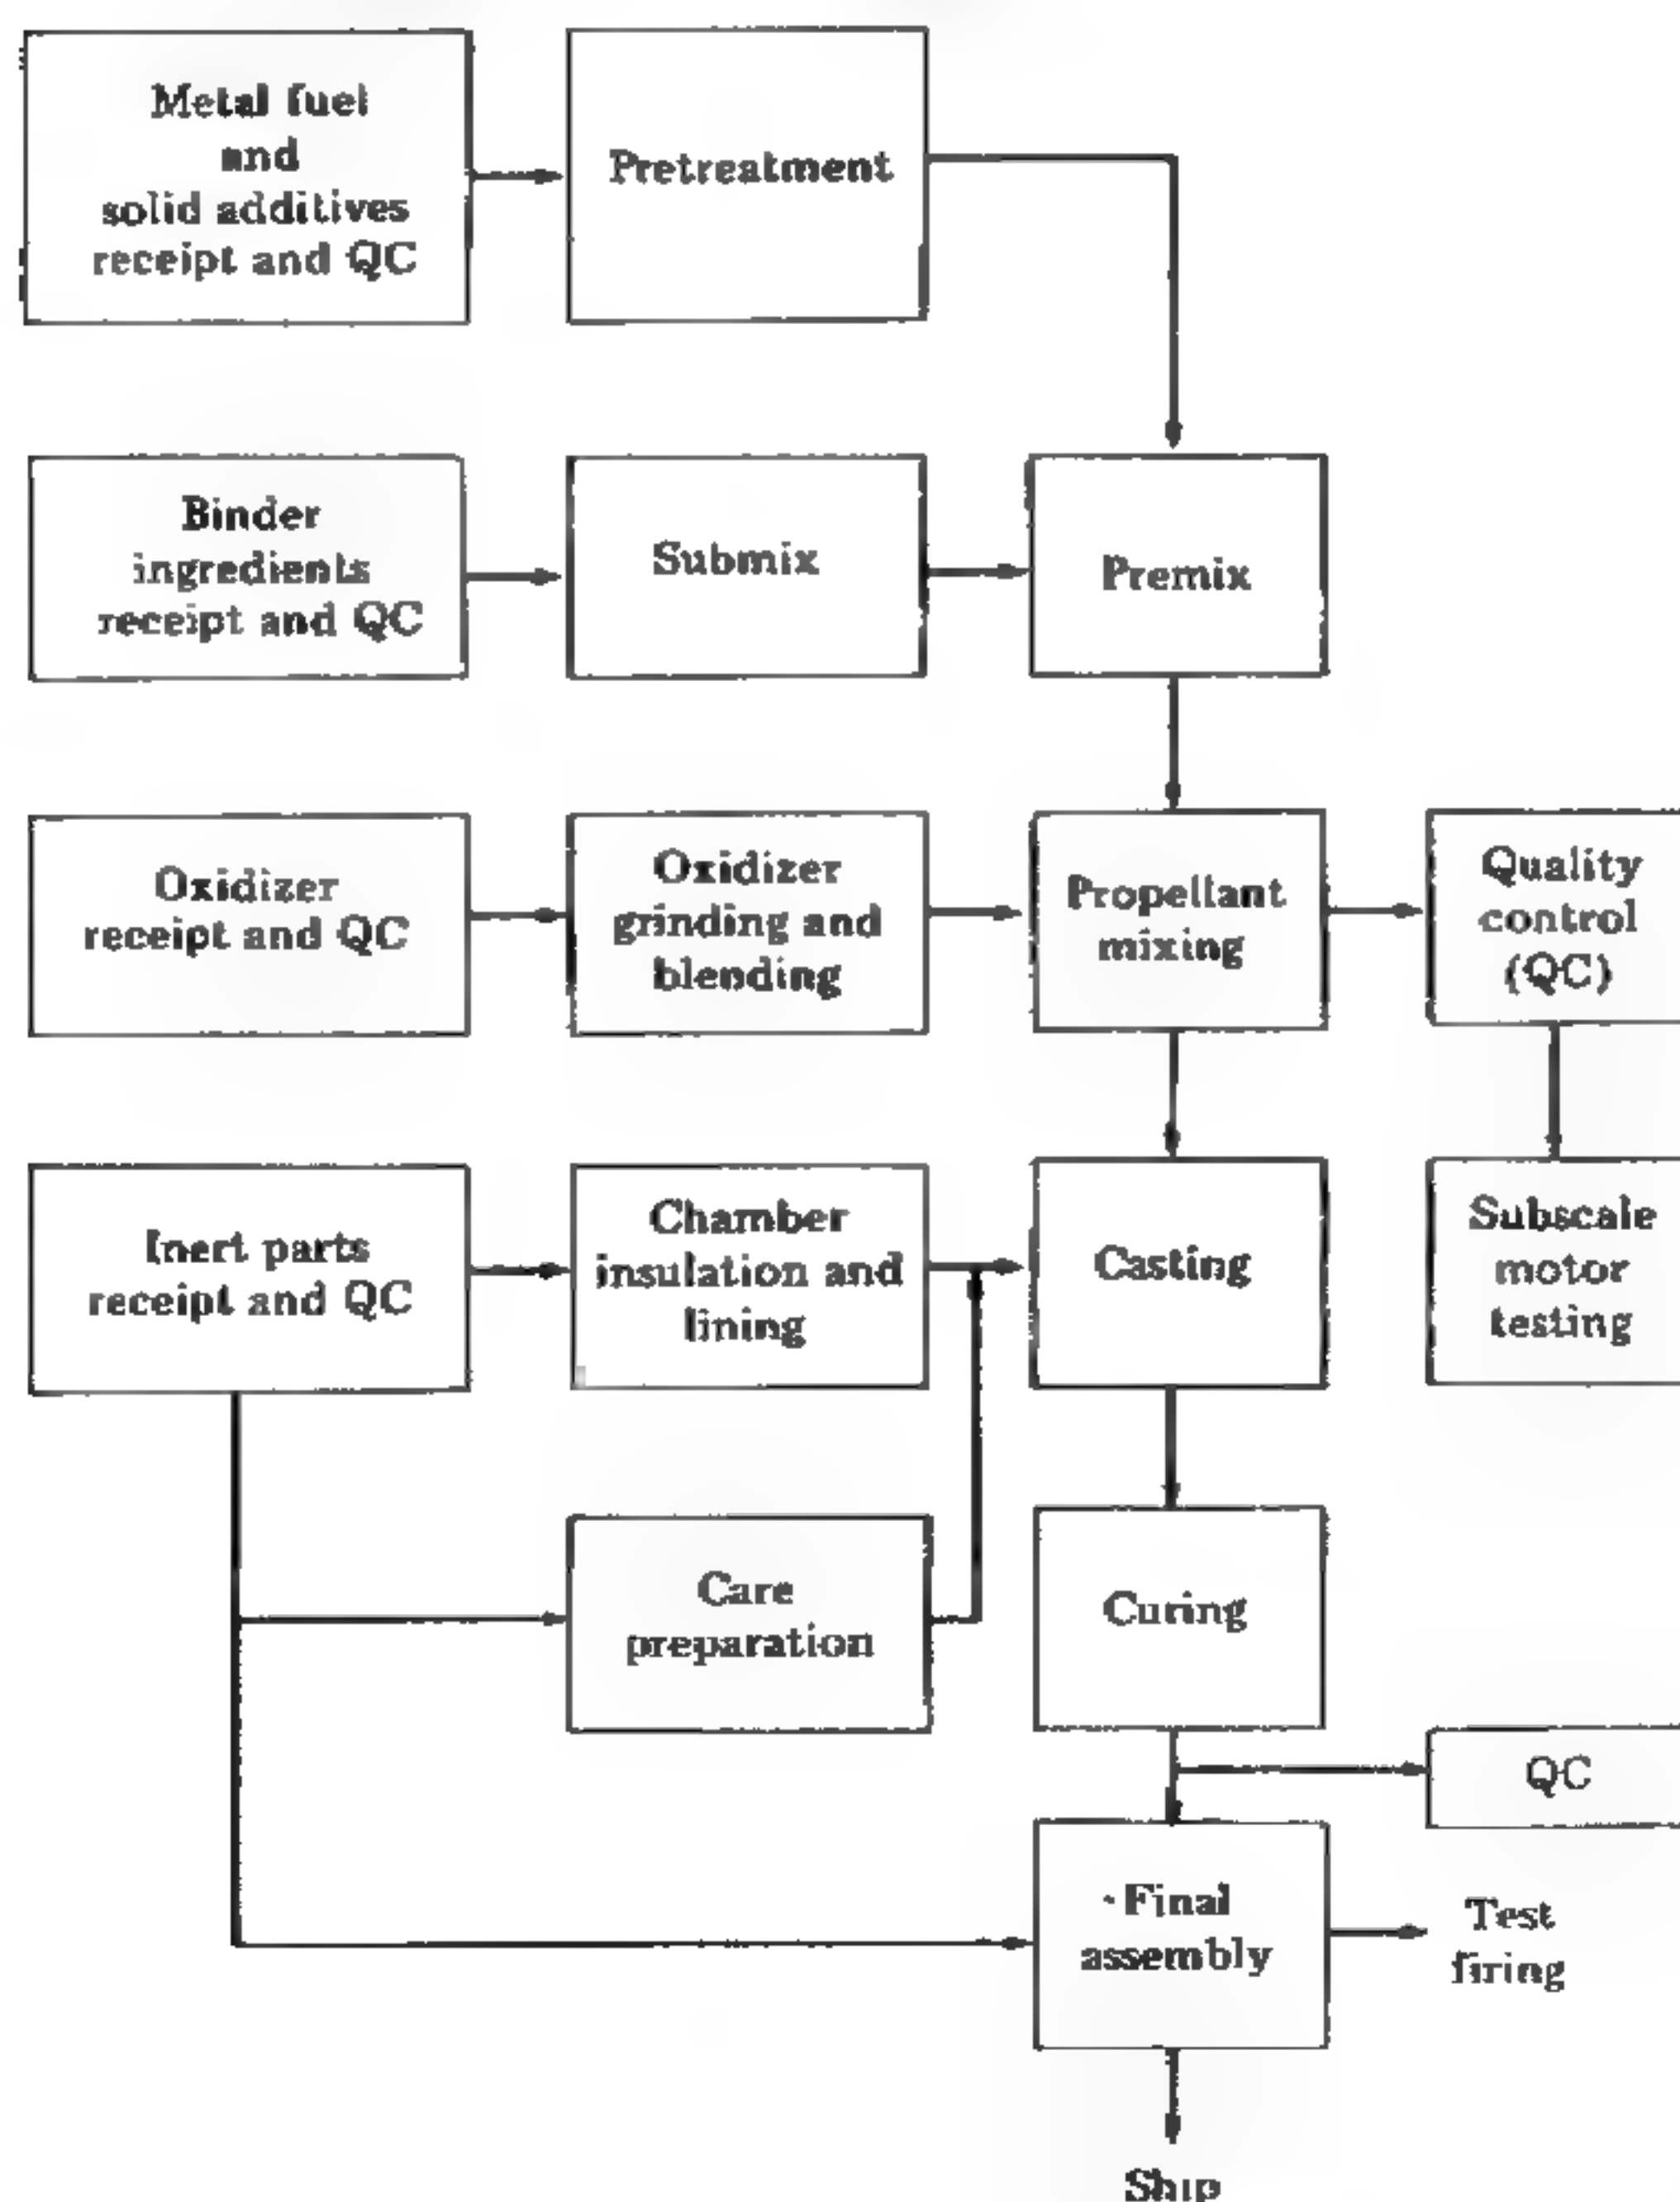 Metal fuel
and
solid additives
receipt and QC
Pretreatment
Binder
ingredients
receipt and QC
Submix
Premix
Oxidizer
receipt and QC
Oxidizer
grinding and
blending
Propellant
mixing
Quality
control
(QC)
Inert parts
receipt and QC
Chamber
insulation and
lining
Casting
Subscale
motor
testing
Care
preparation
Curing
QC
Final
assembly
Test
firing
Ship